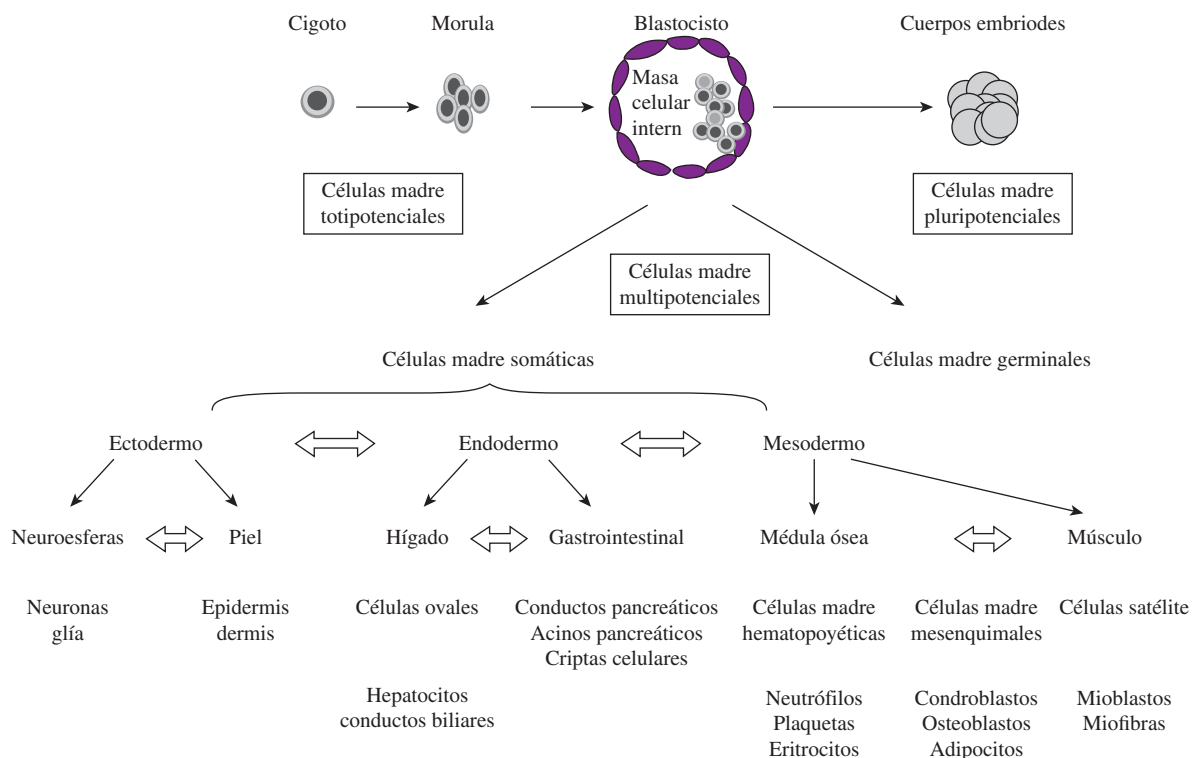 Cigoto
Morula
Blastocisto
Cuerpos embriodes
Masa
celular
intern
Células madre
totipotenciales
Células madre
pluripotenciales
Células madre
multipotenciales
Células madre somáticas
Células madre germinales
Ectodermo
Endodermo
Mesodermo
Neuroesferas
Piel
Hígado
Gastrointestinal
Médula ósea
Músculo
Neuronas
glía
Epidermis
dermis
Células ovales
Conductos pancreáticos
Acinos pancreáticos
Criptas celulares
Células madre
hematopoyéticas
Células madre
mesenquimales
Células satélite
Hepatocitos
conductos biliares
Neutrófilos
Plaquetas
Eritrocitos
Condroblastos
Osteoblastos
Adipocitos
Mioblastos
Miofibras